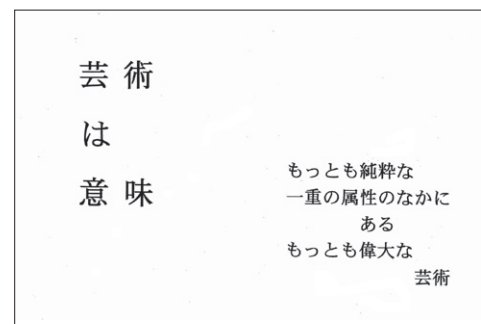 芸術
は
意味
もっとも純粋な
一重の属性のなかに
ある
もっとも偉大な
芸術